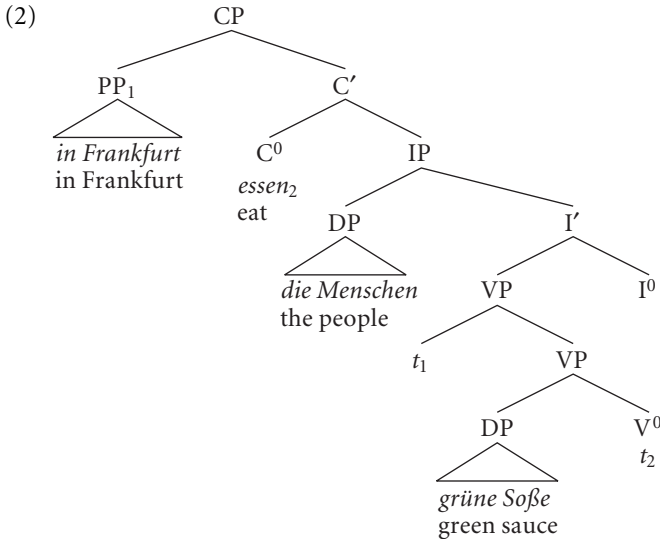 (2)
CP
PP₁
C′
in Frankfurt
in Frankfurt
C⁰
IP
essen₂
eat
DP
I′
die Menschen
the people
VP
I⁰
t₁
VP
DP
V⁰
t₂
grüne Soße
green sauce